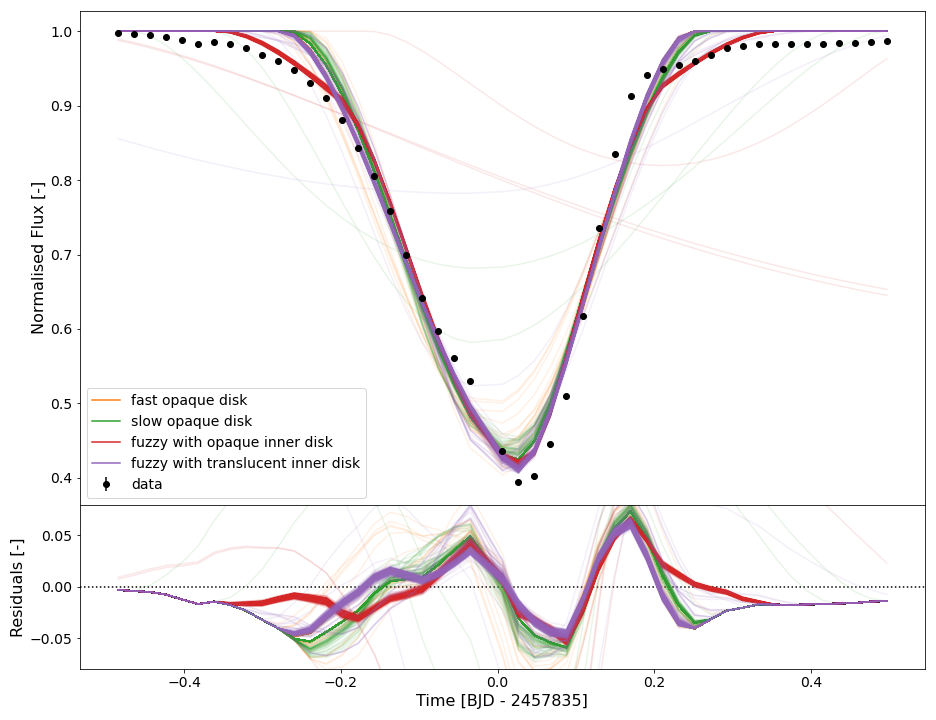 1.0
0.9
0.8
0.7
0.6
0.5
0.4
Normalised Flux [-]
fast opaque disk
slow opaque disk
fuzzy with opaque inner disk
fuzzy with translucent inner disk
data
0.05
0.00
−0.05
Residuals [-]
−0.4 −0.2 0.0 0.2 0.4
Time [BJD - 2457835]